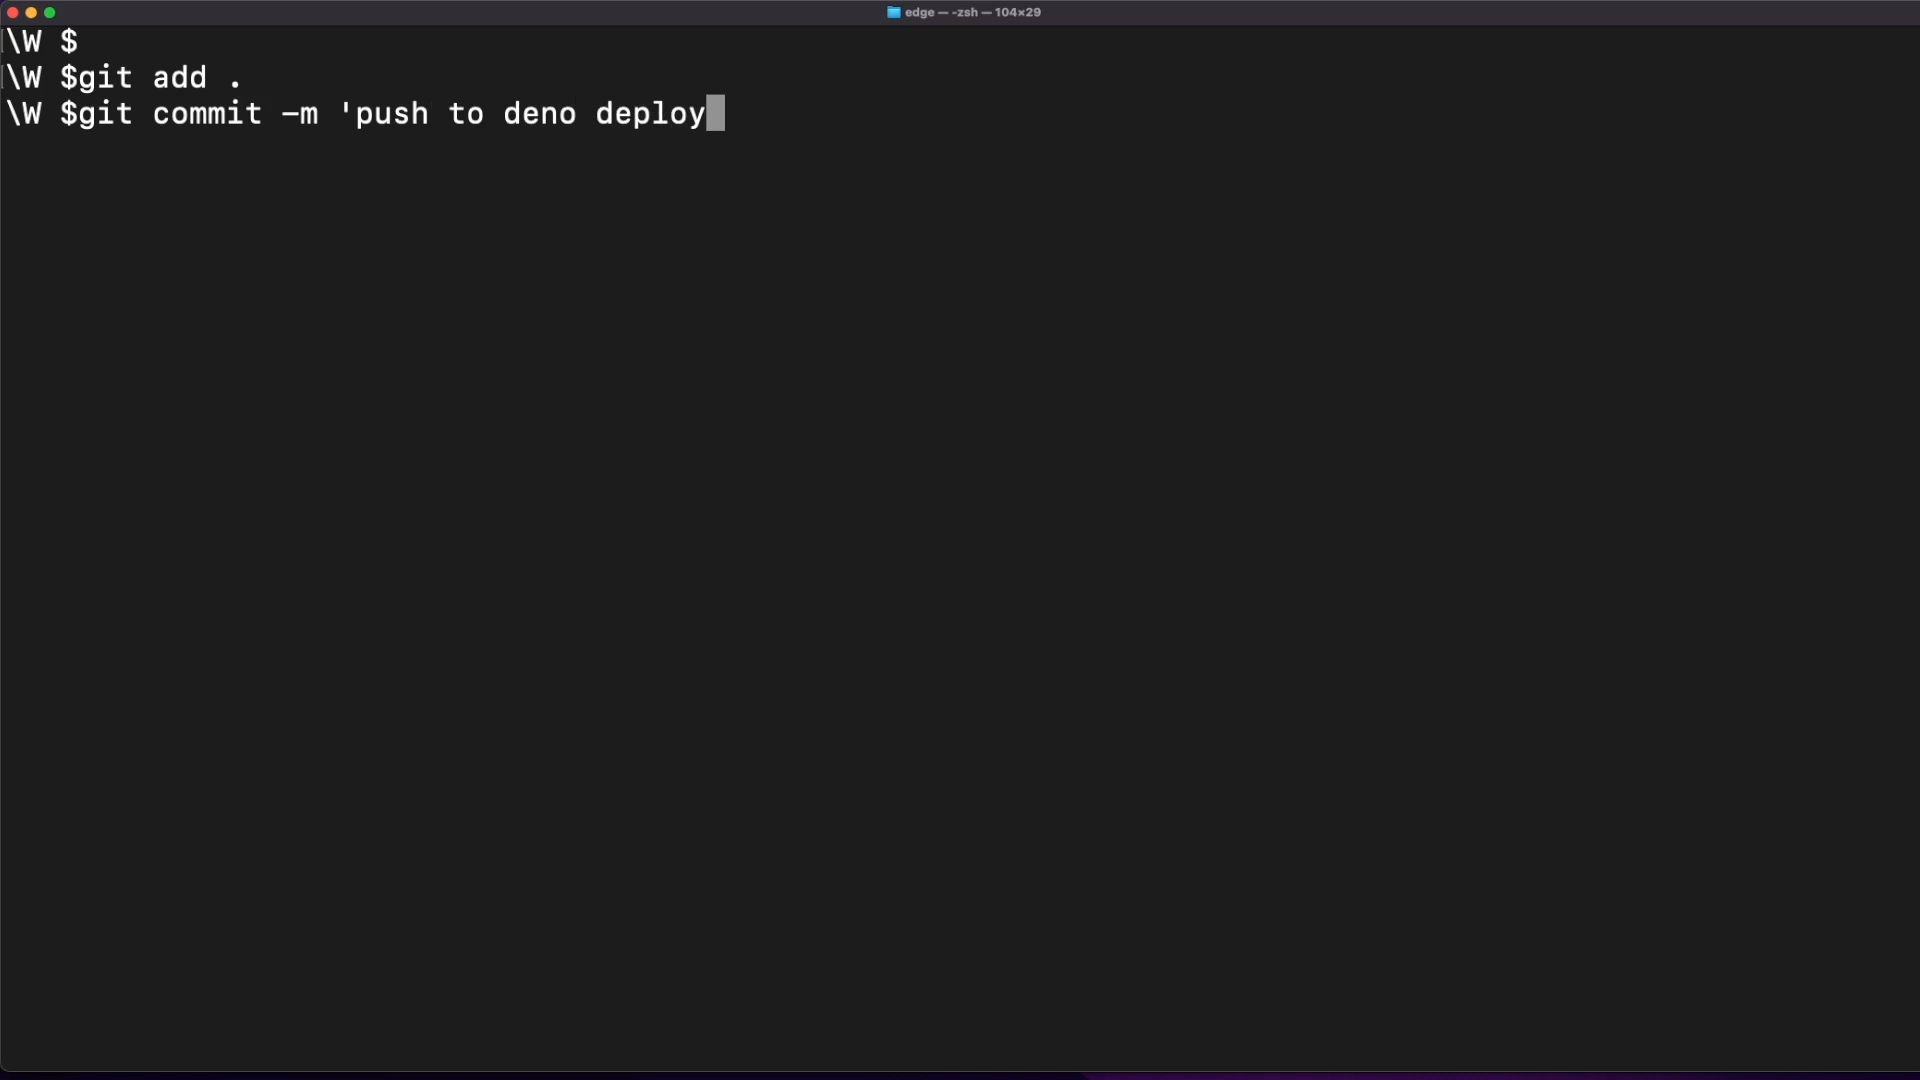 edge — -zsh — 104×29
\W $
\W $git add .
\W $git commit -m 'push to deno deploy